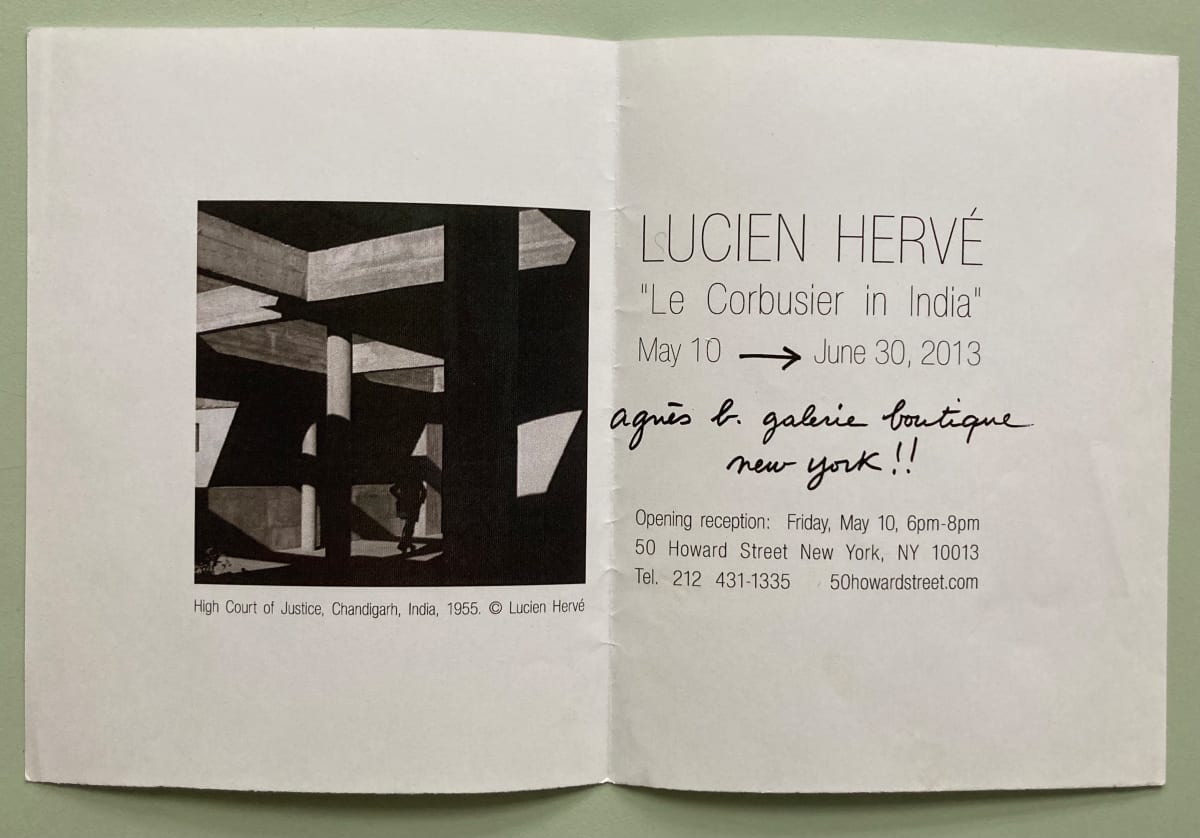 High Court of Justice, Chandigarh, India, 1955. © Lucien Hervé
LUCIEN HERVÉ
"Le Corbusier in India"
May 10 → June 30, 2013
agnès b. galerie boutique
new york!!
Opening reception: Friday, May 10, 6pm-8pm
50 Howard Street New York, NY 10013
Tel. 212 431-1335 50howardstreet.com